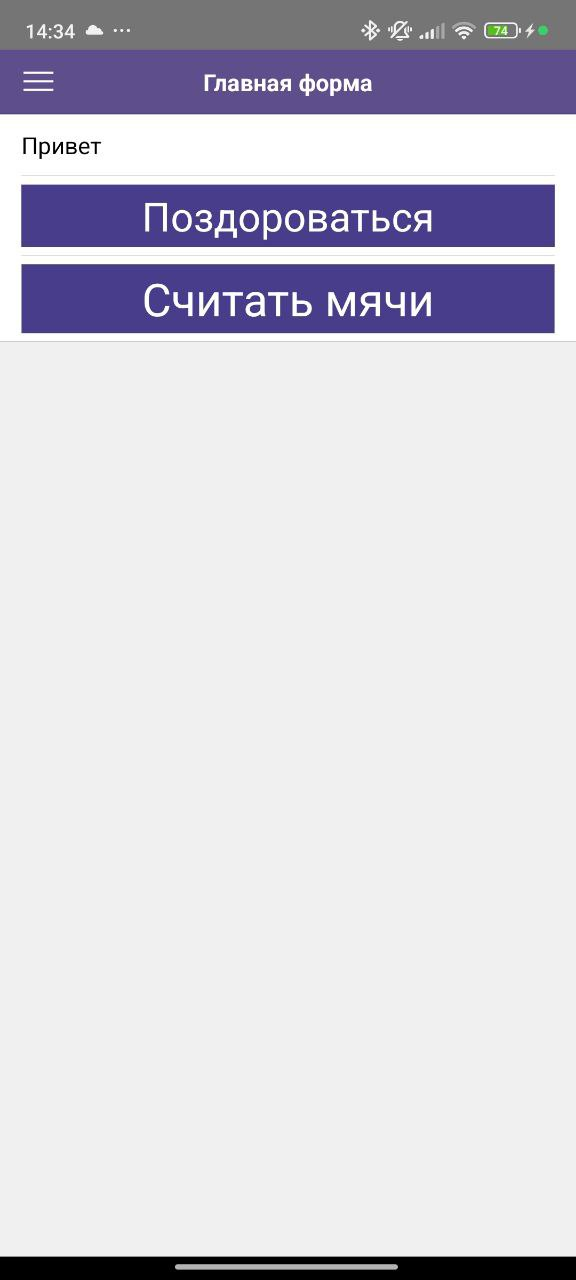 14:34
74
Главная форма
Привет
Поздороваться
Считать мячи